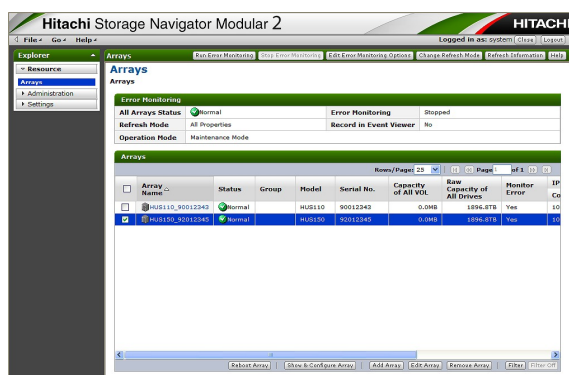 Hitachi Storage Navigator Modular 2
HITACHI
File Go Help
Logged in as: system Close Logout
Explorer
Resource
Arrays
Administration
Settings
Arrays Run Error Monitoring Stop Error Monitoring Edit Error Monitoring Options Change Refresh Mode Refresh Information Help
Arrays
Arrays
Error Monitoring
All Arrays Status Normal Error Monitoring Stopped
Refresh Mode All Properties Record in Event Viewer No
Operation Mode Maintenance Mode
Arrays
Rows/Page: 25 Page 1 of 1
Array Name Status Group Model Serial No. Capacity of All VOL Raw Capacity of All Drives Monitor Error IP Co
HUS110_90012343 Normal HUS110 90012343 0.0MB 1896.8TB Yes 10
HUS150_92012345 Normal HUS150 92012345 0.0MB 1896.8TB Yes 10
Reboot Array Show & Configure Array Add Array Edit Array Remove Array Filter Filter Off